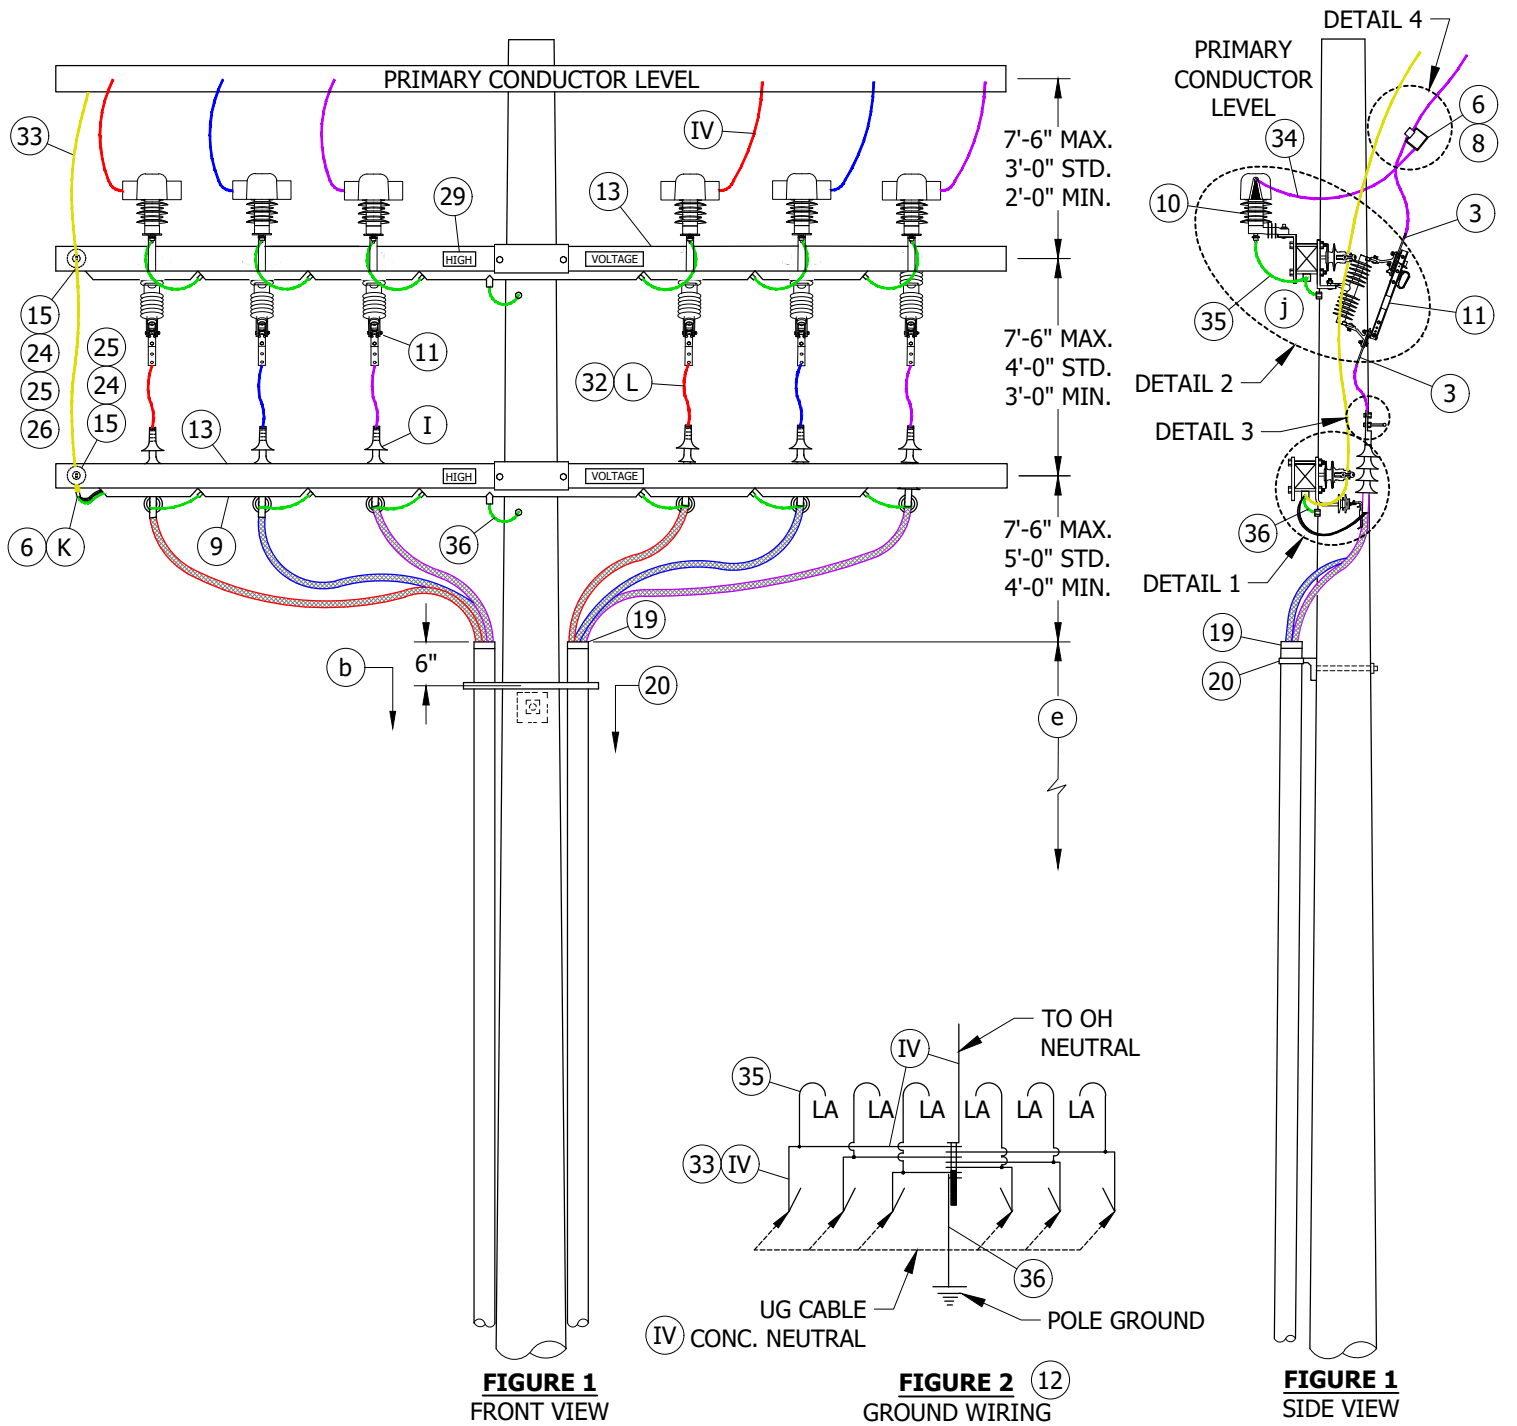 PRIMARY CONDUCTOR LEVEL
33
IV
7'-6" MAX.
3'-0" STD.
2'-0" MIN.
29
13
HIGH
VOLTAGE
15
24
25
26
25
24
15
11
32 L
7'-6" MAX.
4'-0" STD.
3'-0" MIN.
13
I
HIGH
VOLTAGE
6 K
9
36
7'-6" MAX.
5'-0" STD.
4'-0" MIN.
19
6"
b
20
e
FIGURE 1
FRONT VIEW
TO OH
NEUTRAL
IV
35
LA LA LA LA LA LA
33 IV
36
UG CABLE
IV CONC. NEUTRAL
POLE GROUND
FIGURE 2 12
GROUND WIRING
DETAIL 4
PRIMARY
CONDUCTOR
LEVEL
6
8
34
10
3
35
j
11
DETAIL 2
3
DETAIL 3
36
DETAIL 1
19
20
FIGURE 1
SIDE VIEW